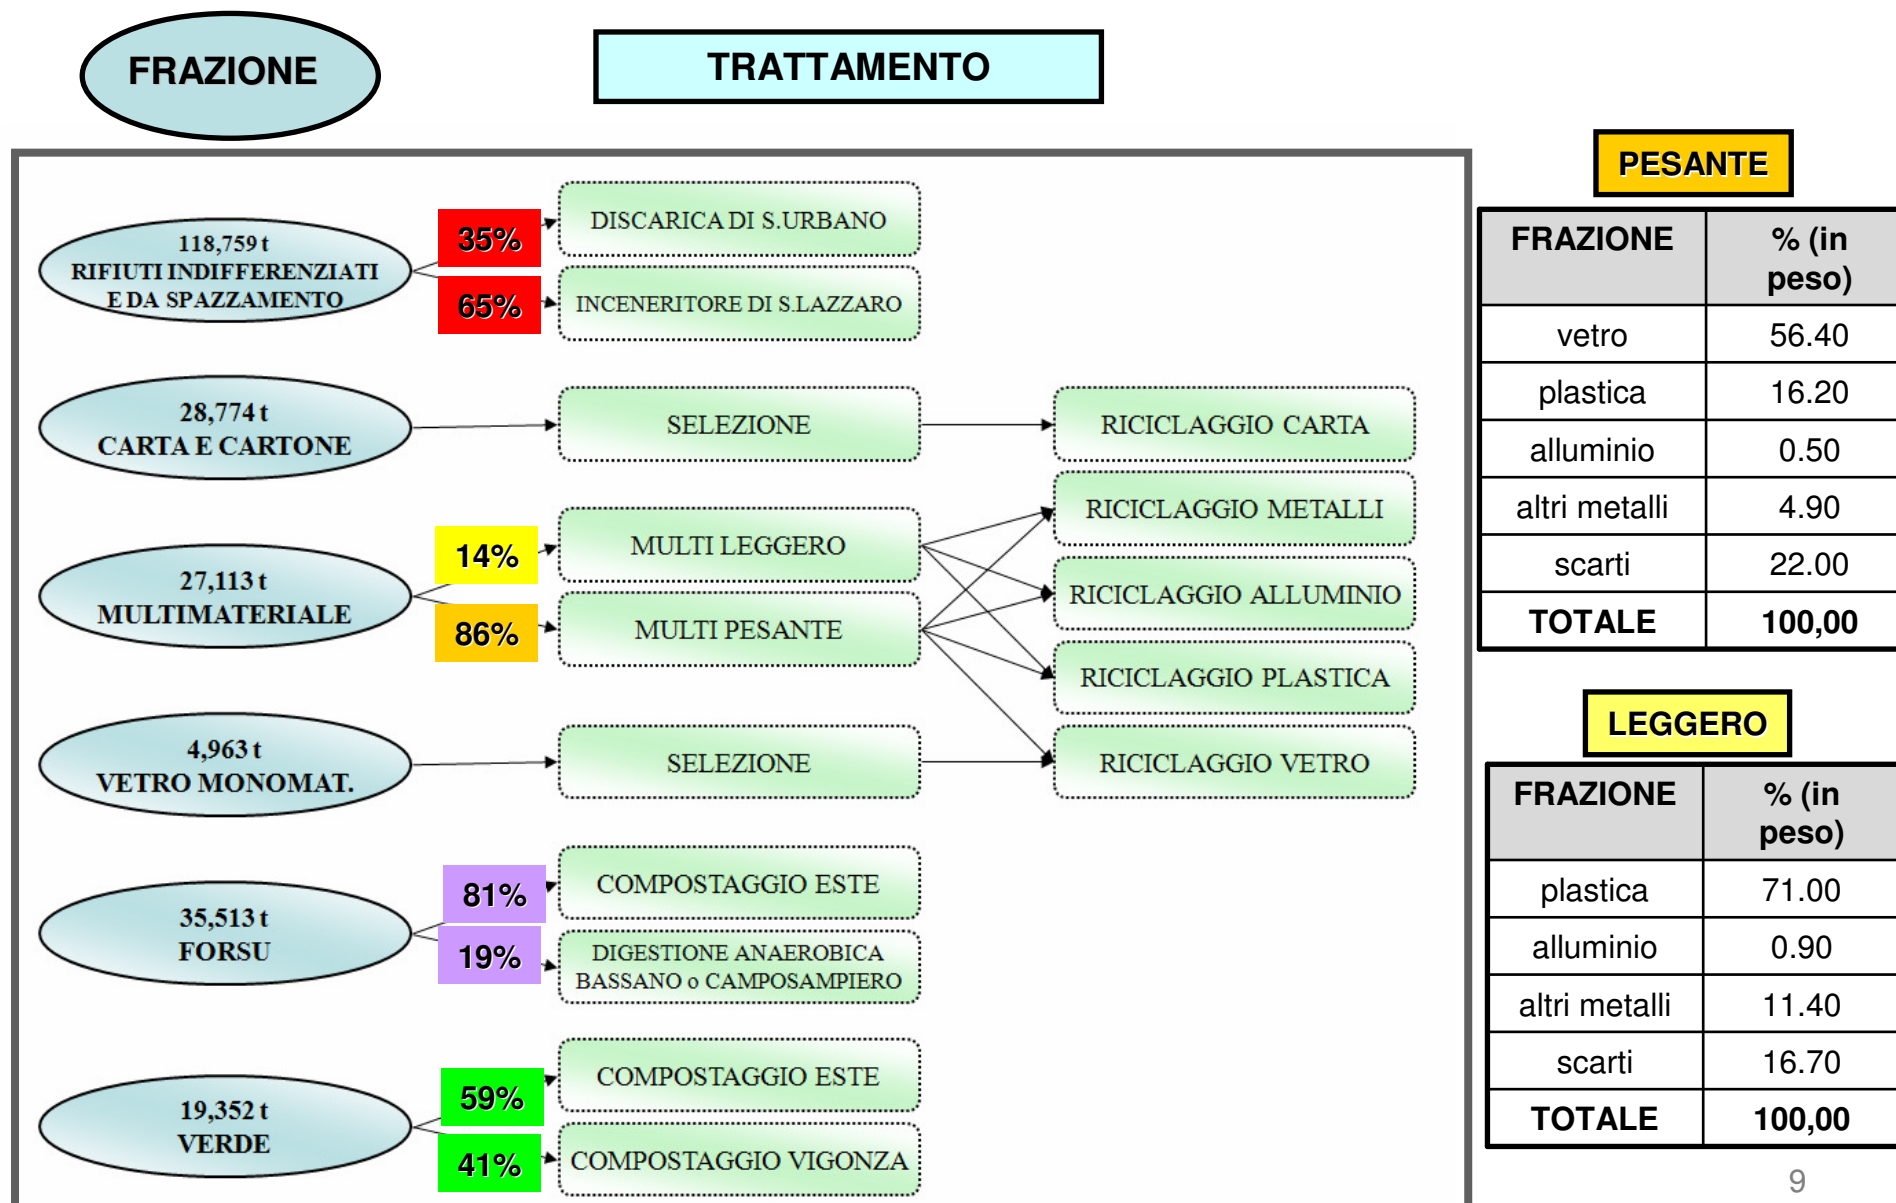 FRAZIONE
TRATTAMENTO
118,759 t
RIFIUTI INDIFFERENZIATI
E DA SPAZZAMENTO
35%
65%
DISCARICA DI S.URBANO
INCENERITORE DI S.LAZZARO
28,774 t
CARTA E CARTONE
SELEZIONE
RICICLAGGIO CARTA
27,113 t
MULTIMATERIALE
14%
86%
MULTI LEGGERO
MULTI PESANTE
RICICLAGGIO METALLI
RICICLAGGIO ALLUMINIO
RICICLAGGIO PLASTICA
4,963 t
VETRO MONOMAT.
SELEZIONE
RICICLAGGIO VETRO
35,513 t
FORSU
81%
19%
COMPOSTAGGIO ESTE
DIGESTIONE ANAEROBICA
BASSANO o CAMPOSAMPIERO
19,352 t
VERDE
59%
41%
COMPOSTAGGIO ESTE
COMPOSTAGGIO VIGONZA
PESANTE
FRAZIONE % (in
peso)
vetro 56.40
plastica 16.20
alluminio 0.50
altri metalli 4.90
scarti 22.00
TOTALE 100,00
LEGGERO
FRAZIONE % (in
peso)
plastica 71.00
alluminio 0.90
altri metalli 11.40
scarti 16.70
TOTALE 100,00
9